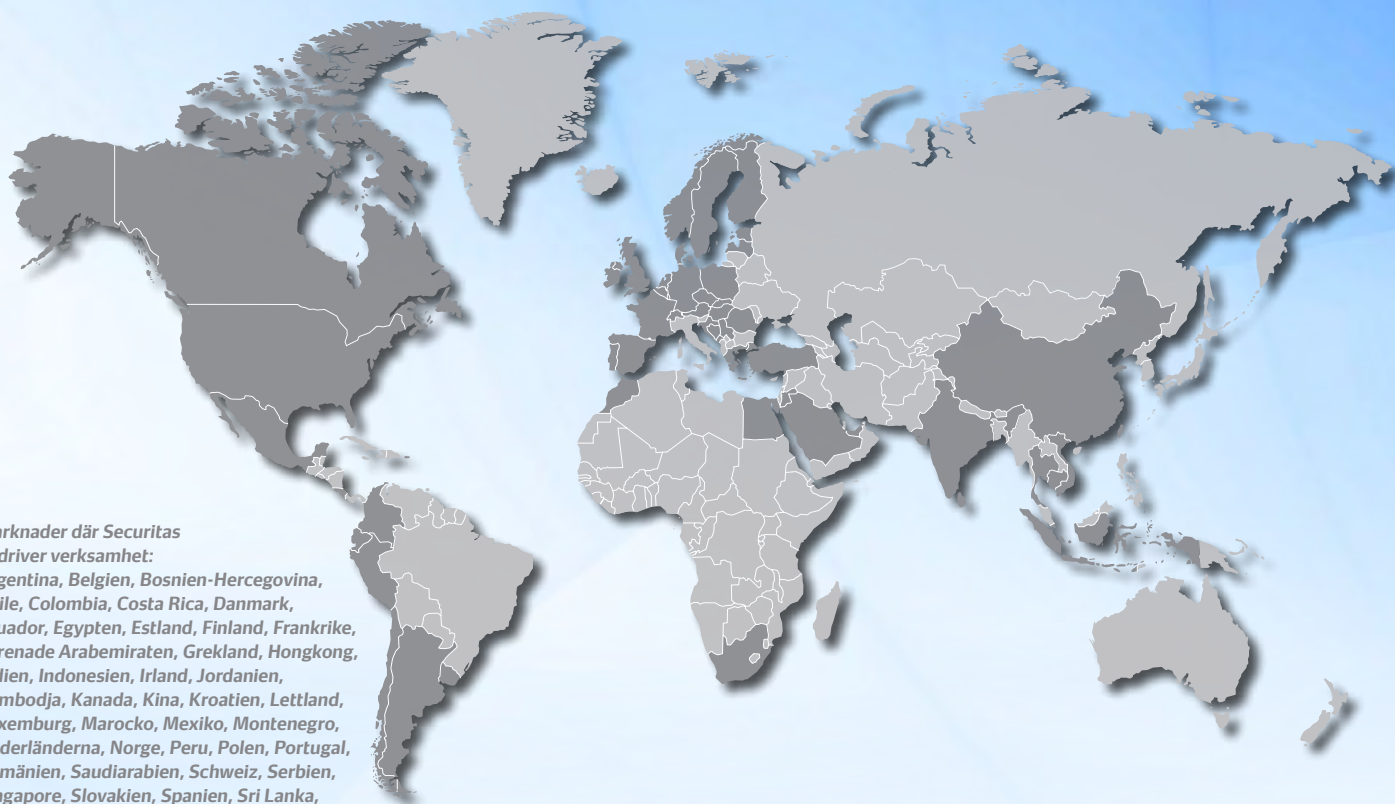 arknader där Securitas
driver verksamhet:
gentina, Belgien, Bosnien-Hercegovina,
ile, Colombia, Costa Rica, Danmark,
uador, Egypten, Estland, Finland, Frankrike,
renade Arabemiraten, Grekland, Hongkong,
dien, Indonesien, Irland, Jordanien,
mbodja, Kanada, Kina, Kroatien, Lettland,
xemburg, Marocko, Mexiko, Montenegro,
derländerna, Norge, Peru, Polen, Portugal,
mänien, Saudiarabien, Schweiz, Serbien,
ngapore, Slovakien, Spanien, Sri Lanka,